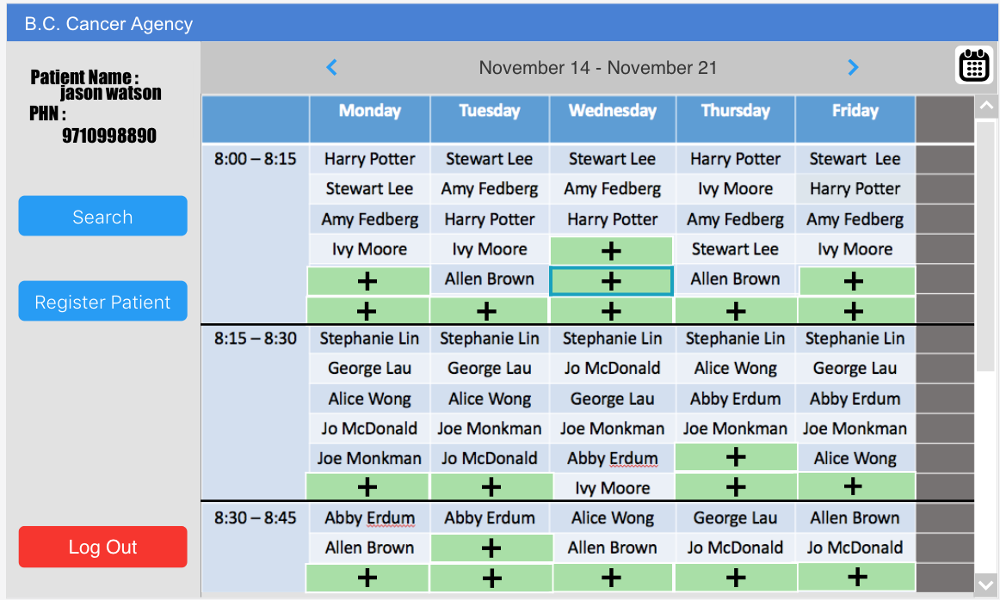 B.C. Cancer Agency
Patient Name :
jason watson
PHN :
9710998890
Search
Register Patient
Log Out
November 14 - November 21
Monday Tuesday Wednesday Thursday Friday
8:00 – 8:15 Harry Potter Stewart Lee Stewart Lee Harry Potter Stewart Lee
Stewart Lee Amy Fedberg Amy Fedberg Ivy Moore Harry Potter
Amy Fedberg Harry Potter Harry Potter Amy Fedberg Amy Fedberg
Ivy Moore Ivy Moore + Stewart Lee Ivy Moore
+ Allen Brown + Allen Brown +
+ + + + +
8:15 – 8:30 Stephanie Lin Stephanie Lin Stephanie Lin Stephanie Lin Stephanie Lin
George Lau George Lau Jo McDonald Alice Wong George Lau
Alice Wong Alice Wong George Lau Abby Erdum Abby Erdum
Jo McDonald Joe Monkman Joe Monkman Joe Monkman Joe Monkman
Joe Monkman Jo McDonald Abby Erdum + Alice Wong
+ + Ivy Moore + +
8:30 – 8:45 Abby Erdum Abby Erdum Alice Wong George Lau Allen Brown
Allen Brown + Allen Brown Jo McDonald Jo McDonald
+ + + + +